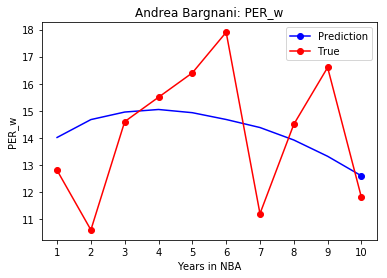 Andrea Bargnani: PER_w
Prediction
True
18
17
16
15
14
13
12
11
PER_w
1 2 3 4 5 6 7 8 9 10
Years in NBA